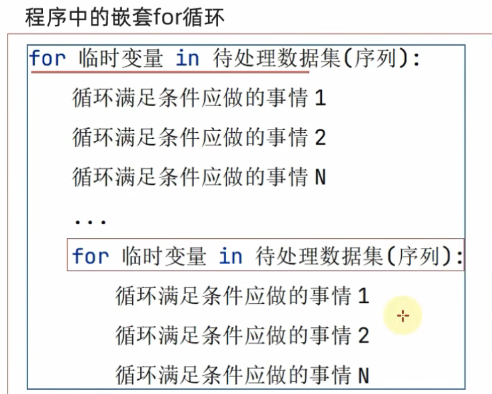 程序中的嵌套for循环
for 临时变量 in 待处理数据集(序列):
循环满足条件应做的事情 1
循环满足条件应做的事情 2
循环满足条件应做的事情 N
...
for 临时变量 in 待处理数据集(序列):
循环满足条件应做的事情 1
循环满足条件应做的事情 2
循环满足条件应做的事情 N